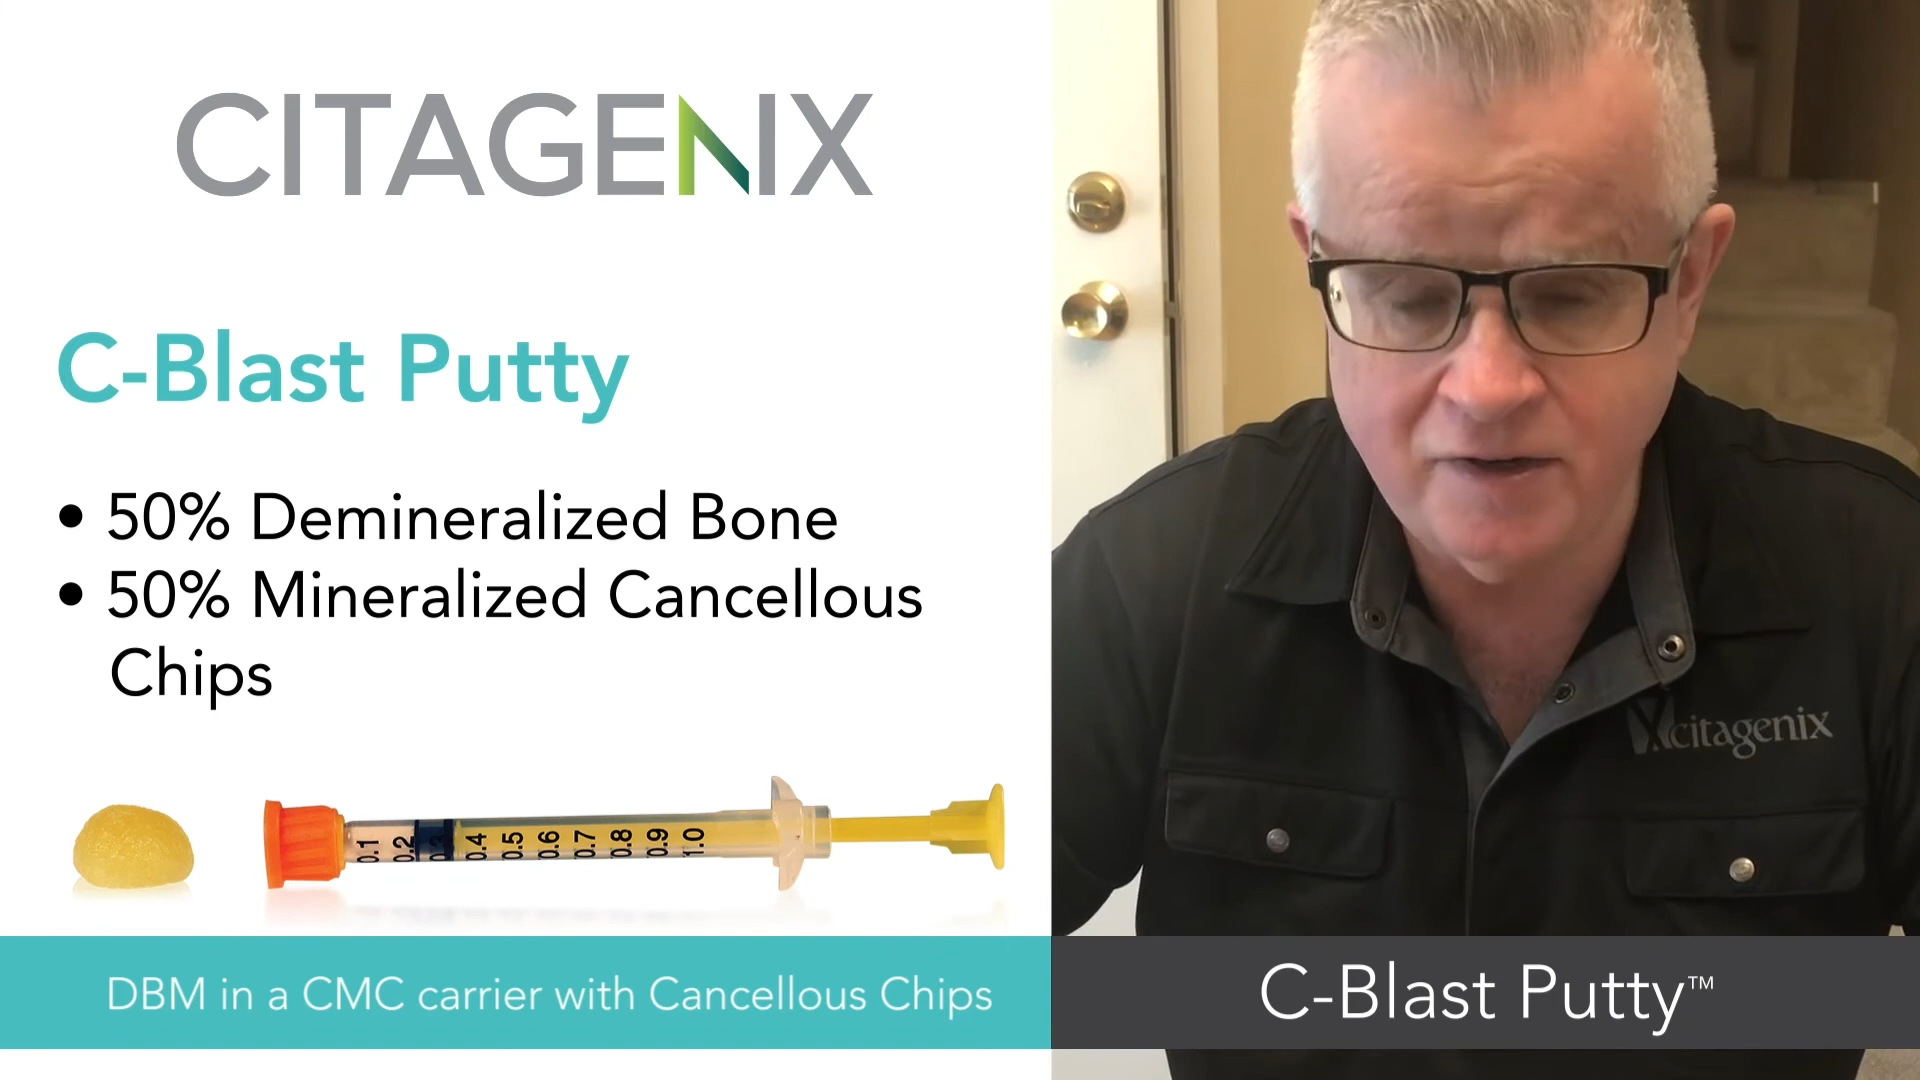 CITAGENIX
C-Blast Putty
• 50% Demineralized Bone
• 50% Mineralized Cancellous
Chips
0.1 0.2 0.3 0.4 0.5 0.6 0.7 0.8 0.9 1.0
DBM in a CMC carrier with Cancellous Chips
citagenix
C-Blast Putty™